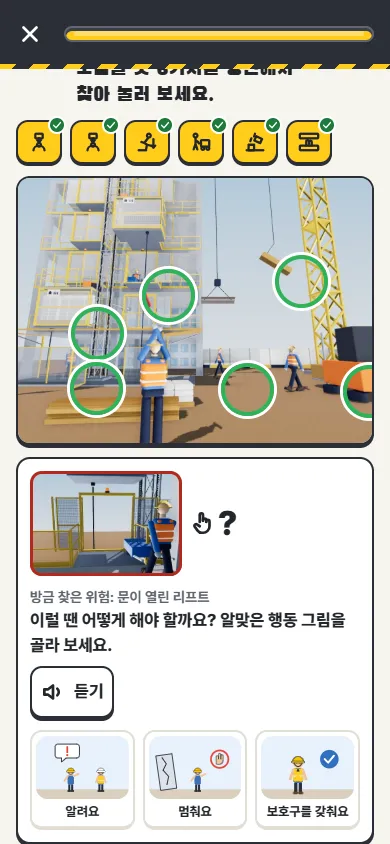 찾아 눌러 보세요.
?
방금 찾은 위험: 문이 열린 리프트
이럴 땐 어떻게 해야 할까요? 알맞은 행동 그림을
골라 보세요.
듣기
!
알려요
멈춰요
보호구를 갖춰요